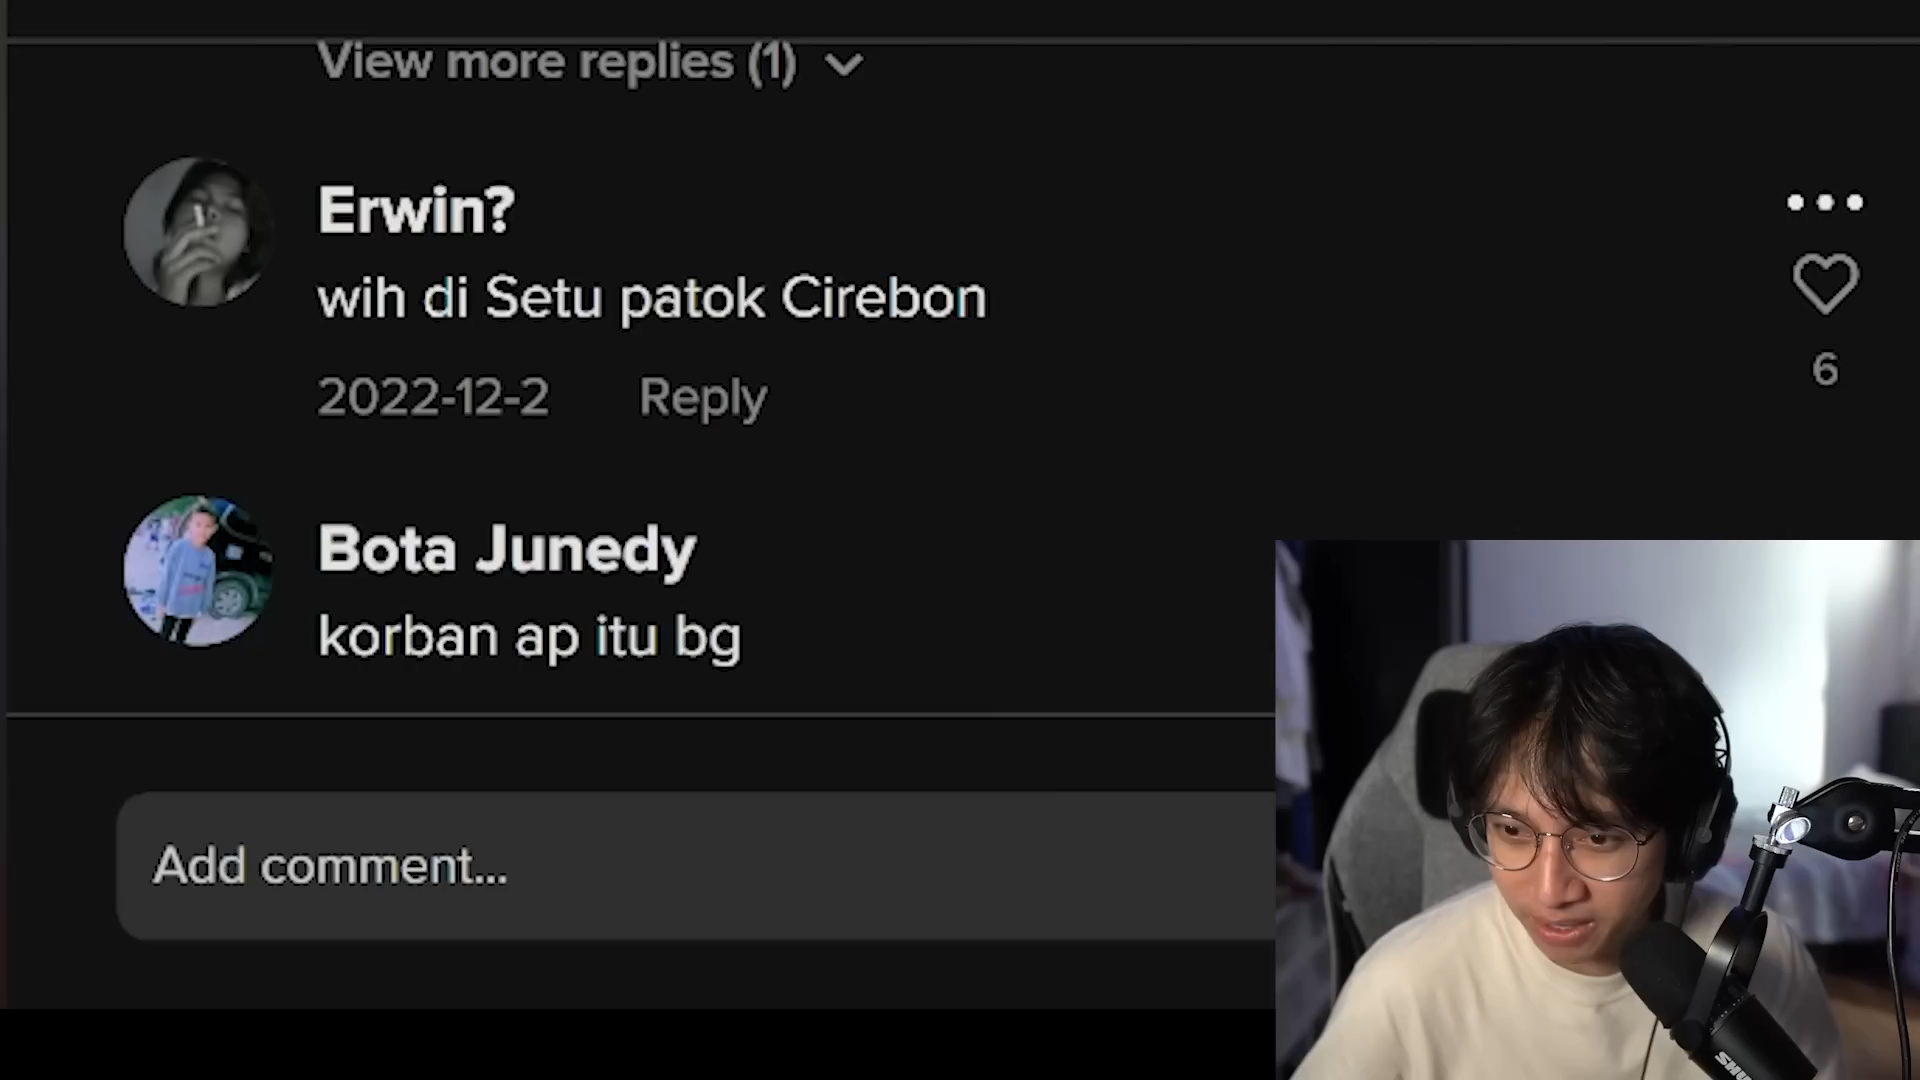 View more replies (1)
Erwin?
wih di Setu patok Cirebon
2022-12-2 Reply
6
Bota Junedy
korban ap itu bg
Add comment...